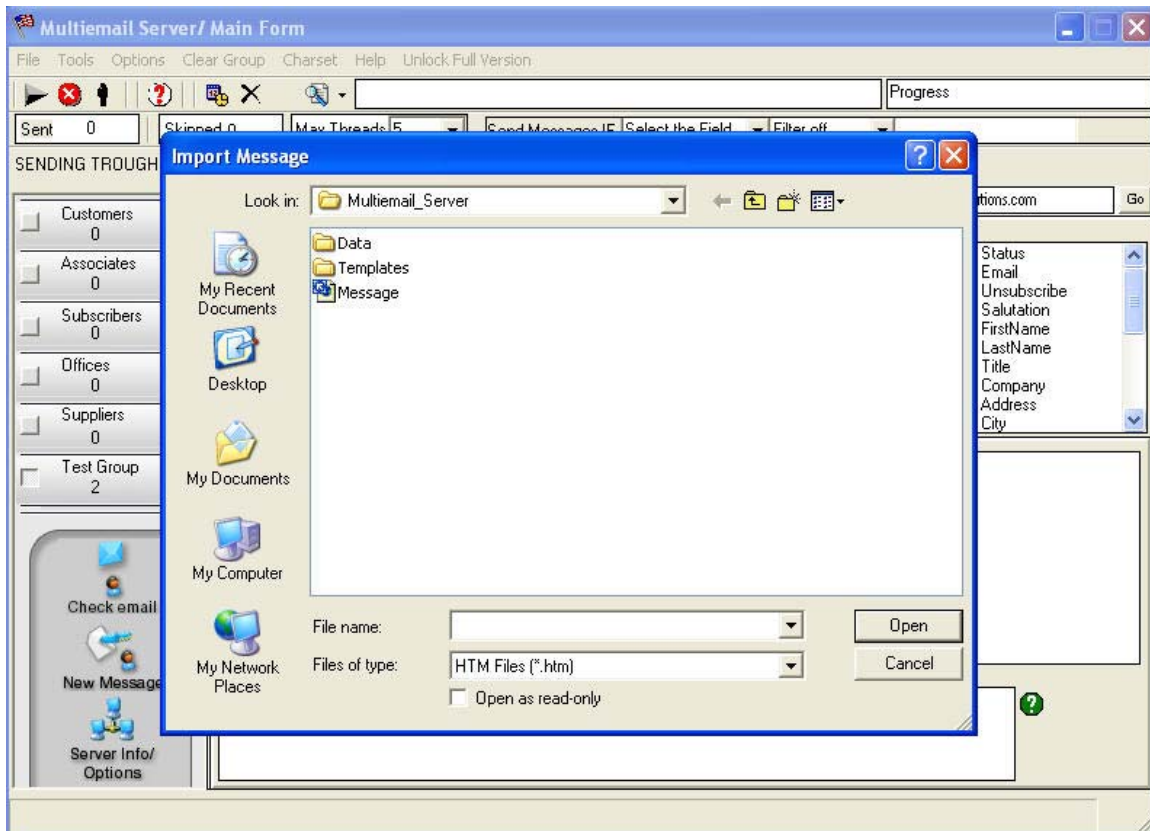 Multiemail Server/ Main Form
File Tools Options Clear Group Charset Help Unlock Full Version
Progress
Sent 0 Skipped 0 Max Threads 5 Send Messages IF Select the Field Filter off
SENDING TROUGH
Import Message
Look in: Multiemail_Server
Go
Customers
0
Associates
0
Subscribers
0
Offices
0
Suppliers
0
Test Group
2
Check email
New Message
Server Info/
Options
My Recent
Documents
Desktop
My Documents
My Computer
My Network
Places
Data
Templates
Message
File name:
Open
Files of type: HTM Files (*.htm)
Cancel
Open as read-only
Status
Email
Unsubscribe
Salutation
FirstName
LastName
Title
Company
Address
City